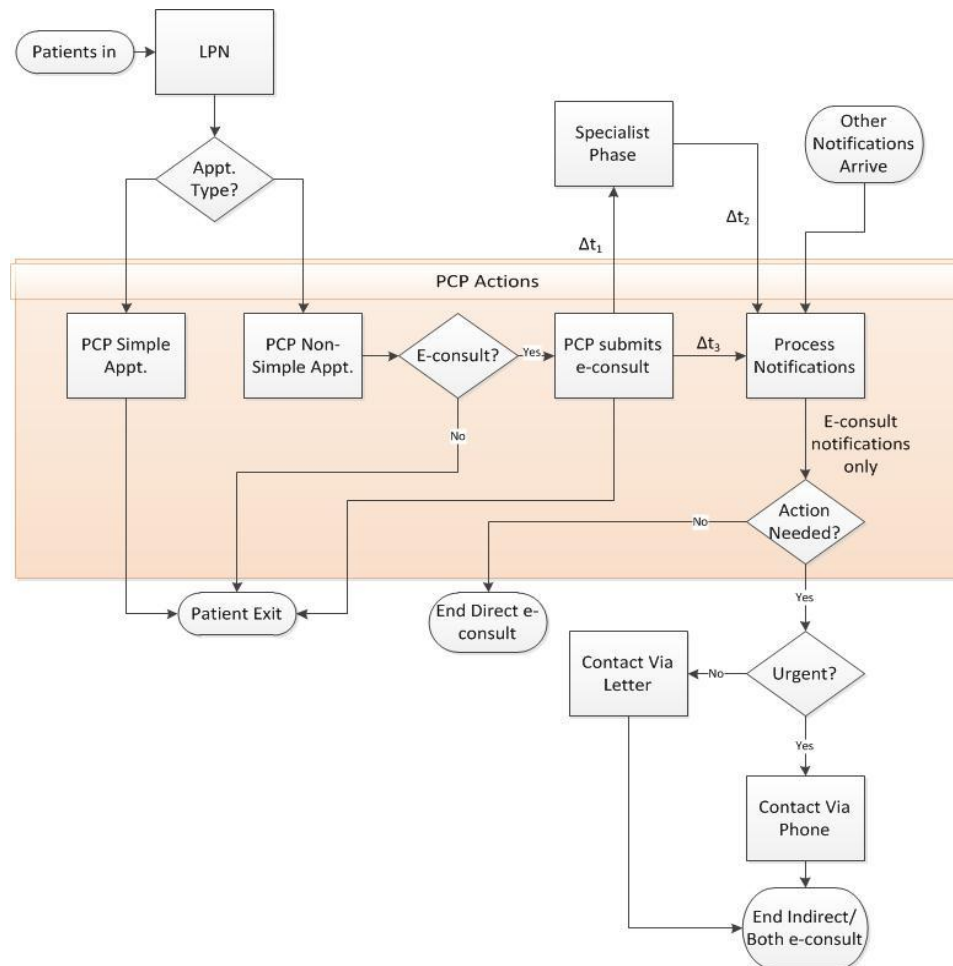 Patients in
LPN
Appt.
Type?
Specialist
Phase
Other
Notifications
Arrive
Δt1
Δt2
PCP Actions
PCP Simple
Appt.
PCP Non-
Simple Appt.
E-consult?
Yes
PCP submits
e-consult
Δt3
Process
Notifications
No
E-consult
notifications
only
Action
Needed?
No
Yes
Patient Exit
End Direct e-
consult
Contact Via
Letter
No
Urgent?
Yes
Contact Via
Phone
End Indirect/
Both e-consult